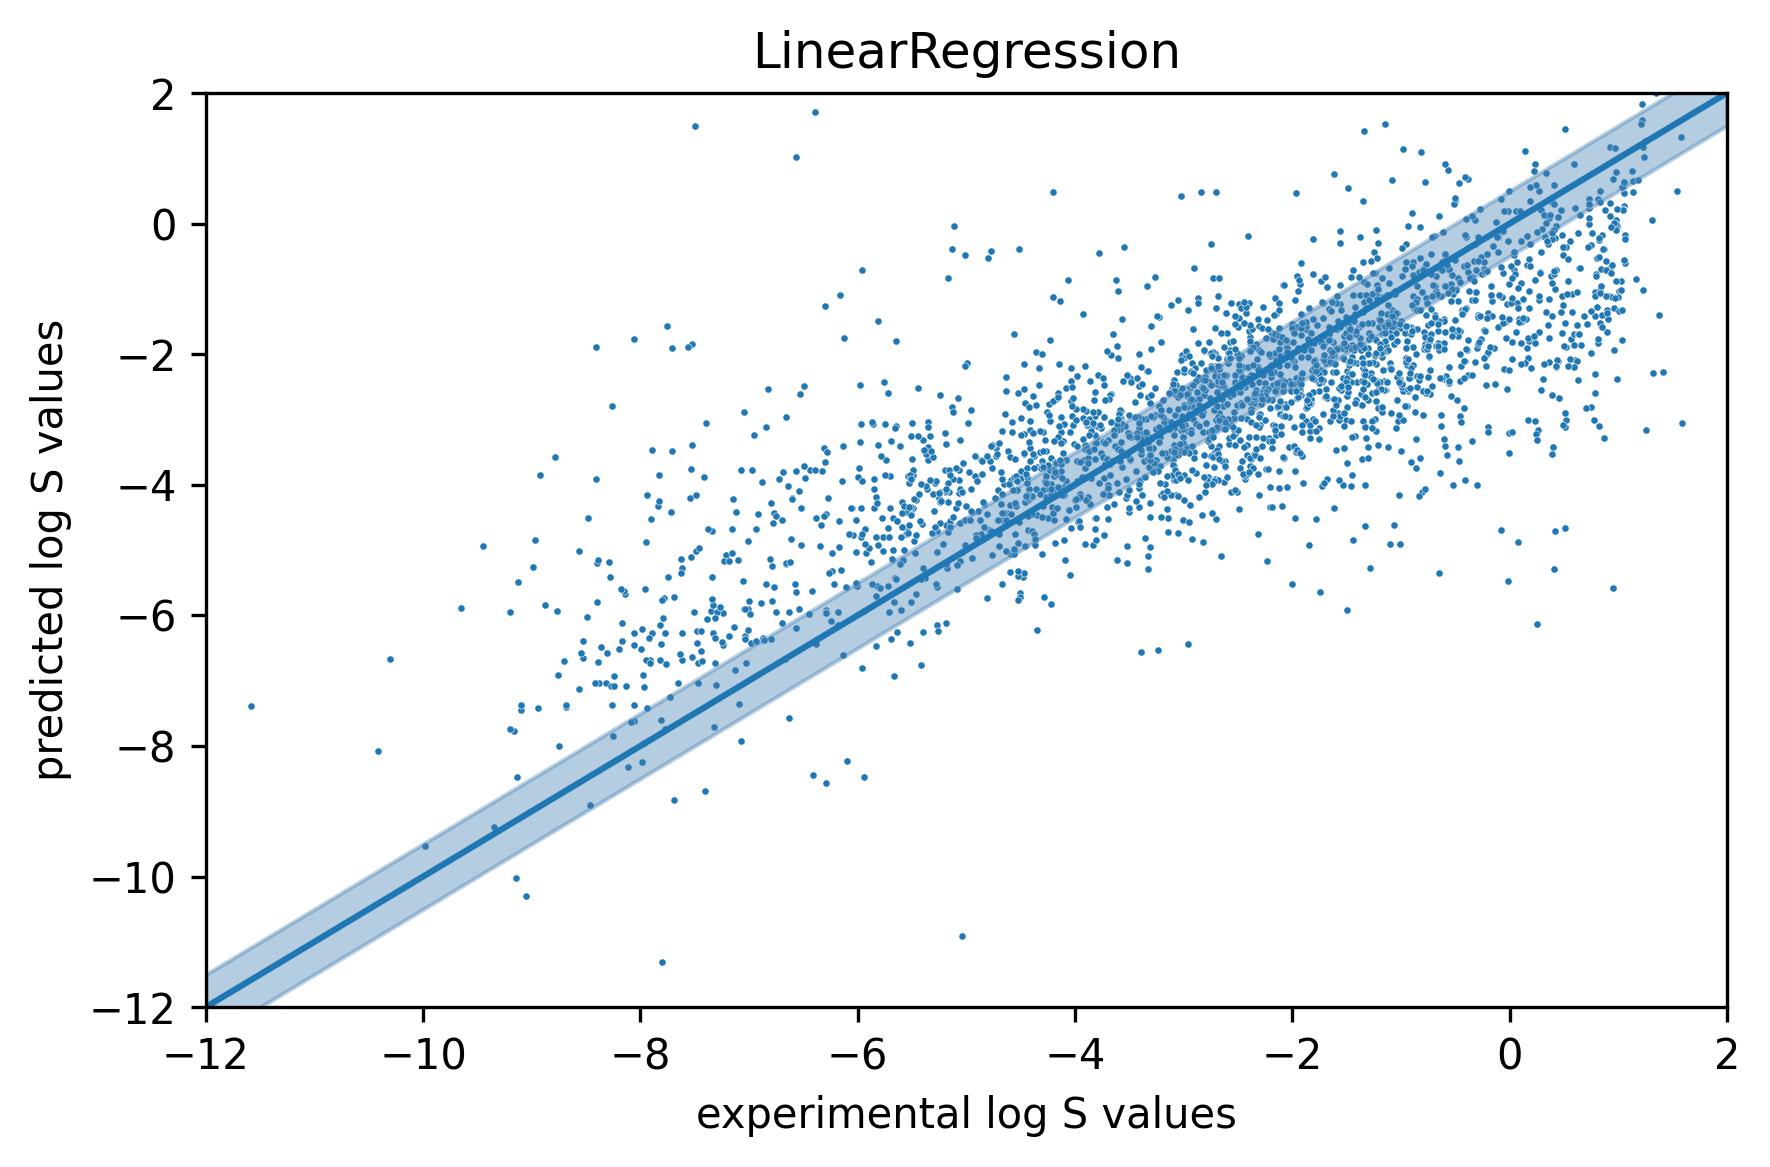 LinearRegression
2
0
−2
−4
−6
−8
−10
−12
predicted log S values
−12 −10 −8 −6 −4 −2 0 2
experimental log S values